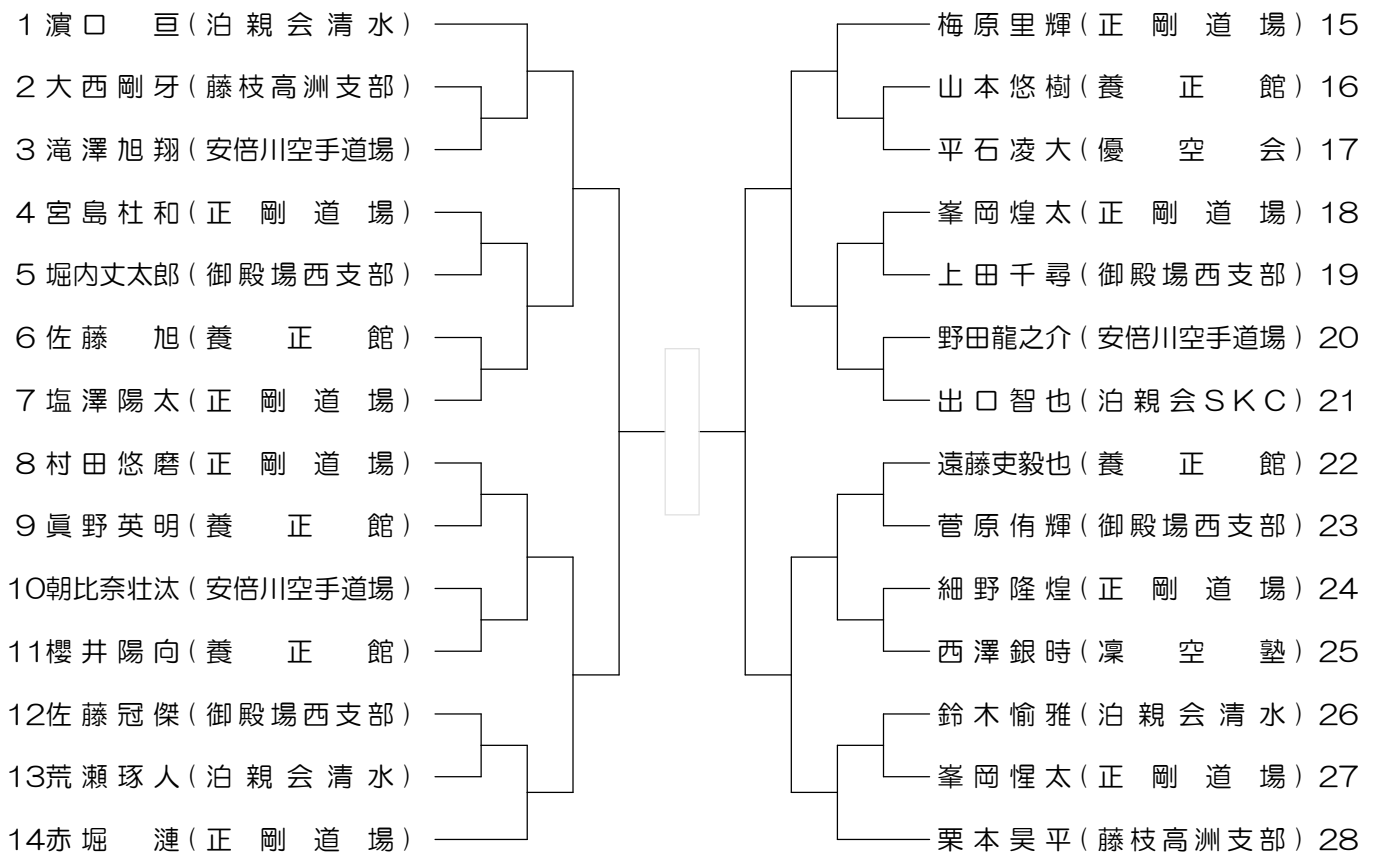 1 濵口 亘(泊親会清水)
2 大西剛牙(藤枝高洲支部)
3 滝澤旭翔(安倍川空手道場)
4 宮島杜和(正剛道場)
5 堀内丈太郎(御殿場西支部)
6 佐藤 旭(養正館)
7 塩澤陽太(正剛道場)
8 村田悠磨(正剛道場)
9 眞野英明(養正館)
10 朝比奈壮汰(安倍川空手道場)
11 櫻井陽向(養正館)
12 佐藤冠傑(御殿場西支部)
13 荒瀬琢人(泊親会清水)
14 赤堀 漣(正剛道場)
梅原里輝(正剛道場) 15
山本悠樹(養正館) 16
平石凌大(優空会) 17
峯岡煌太(正剛道場) 18
上田千尋(御殿場西支部) 19
野田龍之介(安倍川空手道場) 20
出口智也(泊親会SKC) 21
遠藤吏毅也(養正館) 22
菅原侑輝(御殿場西支部) 23
細野隆煌(正剛道場) 24
西澤銀時(凜空塾) 25
鈴木愉雅(泊親会清水) 26
峯岡惺太(正剛道場) 27
栗本昊平(藤枝高洲支部) 28